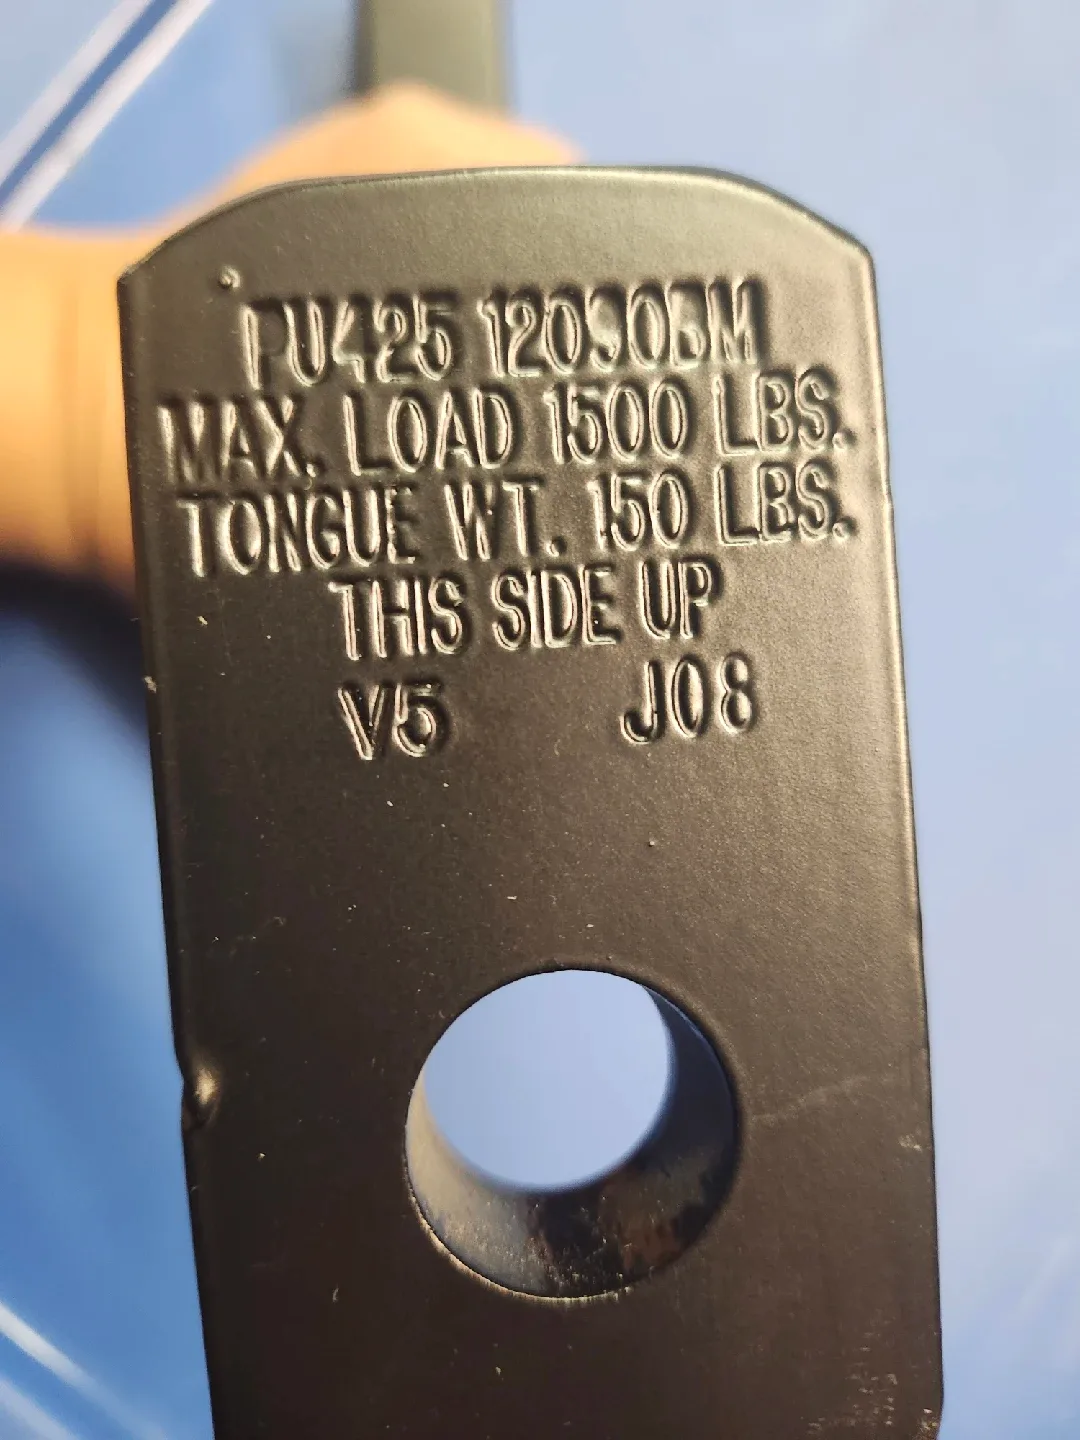 PU425 12090BM
MAX. LOAD 1500 LBS.
TONGUE WT. 150 LBS.
THIS SIDE UP
V5 J08